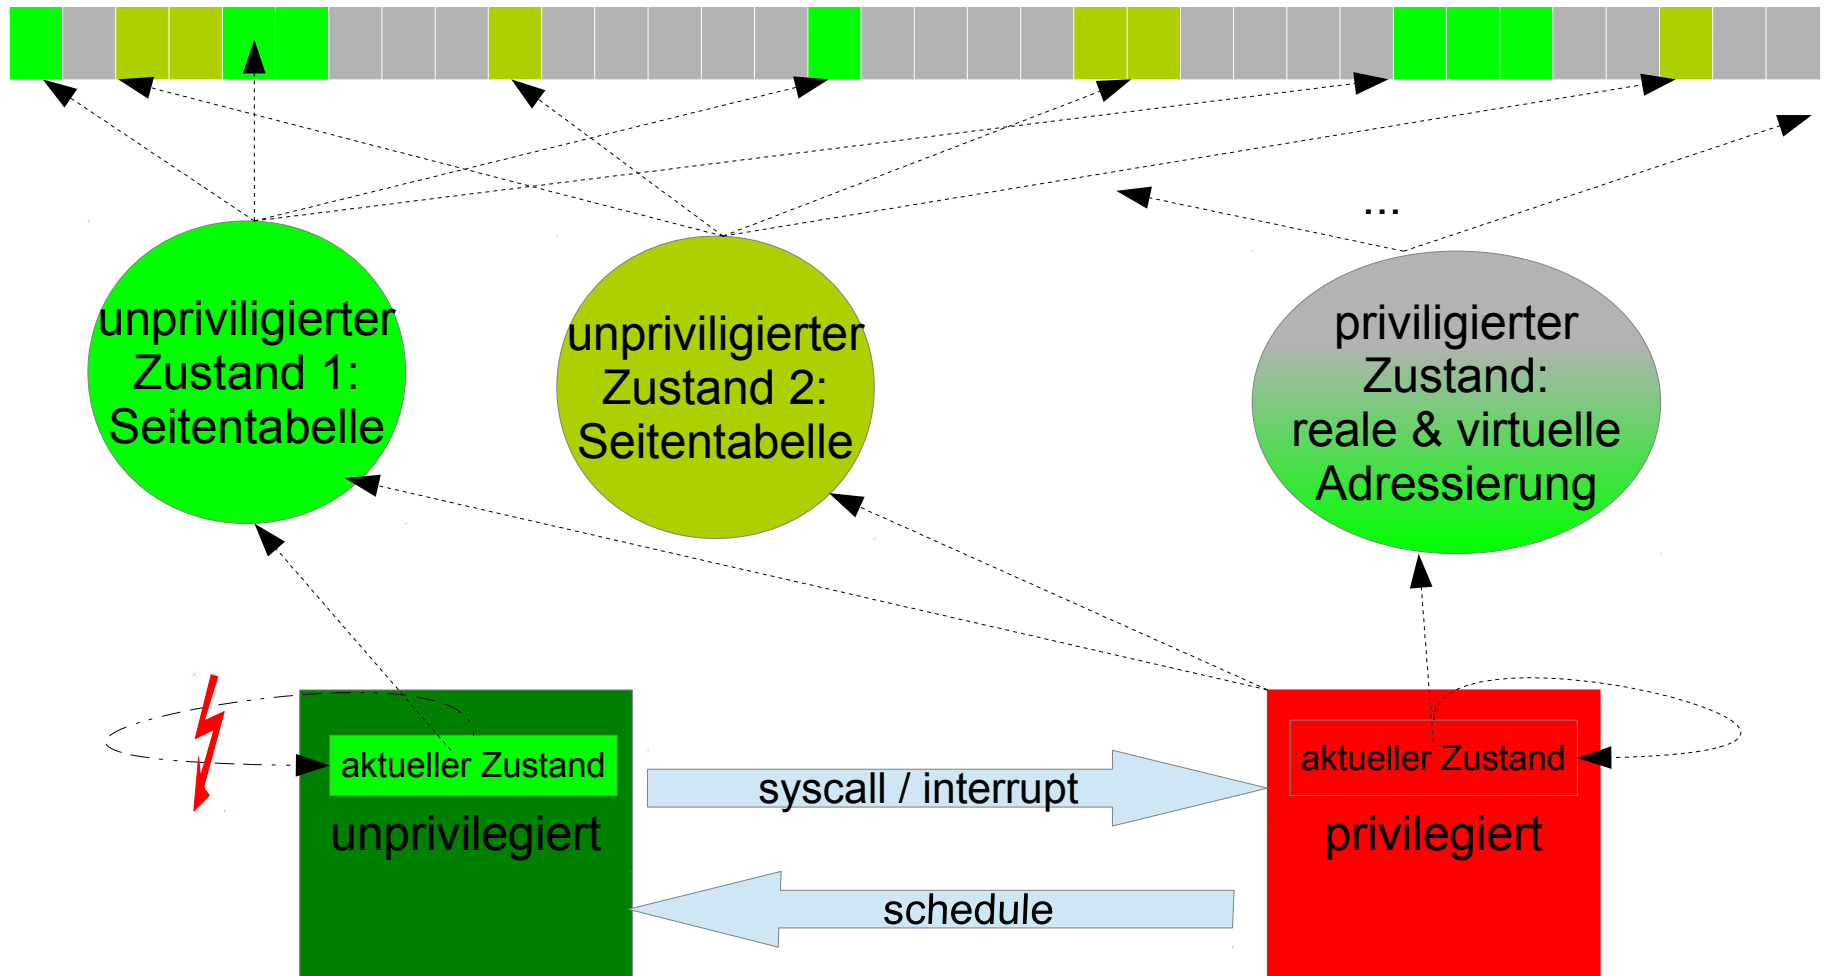 ...
unpriviligierter
Zustand 1:
Seitentabelle
unpriviligierter
Zustand 2:
Seitentabelle
priviligierter
Zustand:
reale & virtuelle
Adressierung
aktueller Zustand
unprivilegiert
syscall / interrupt
schedule
aktueller Zustand
privilegiert